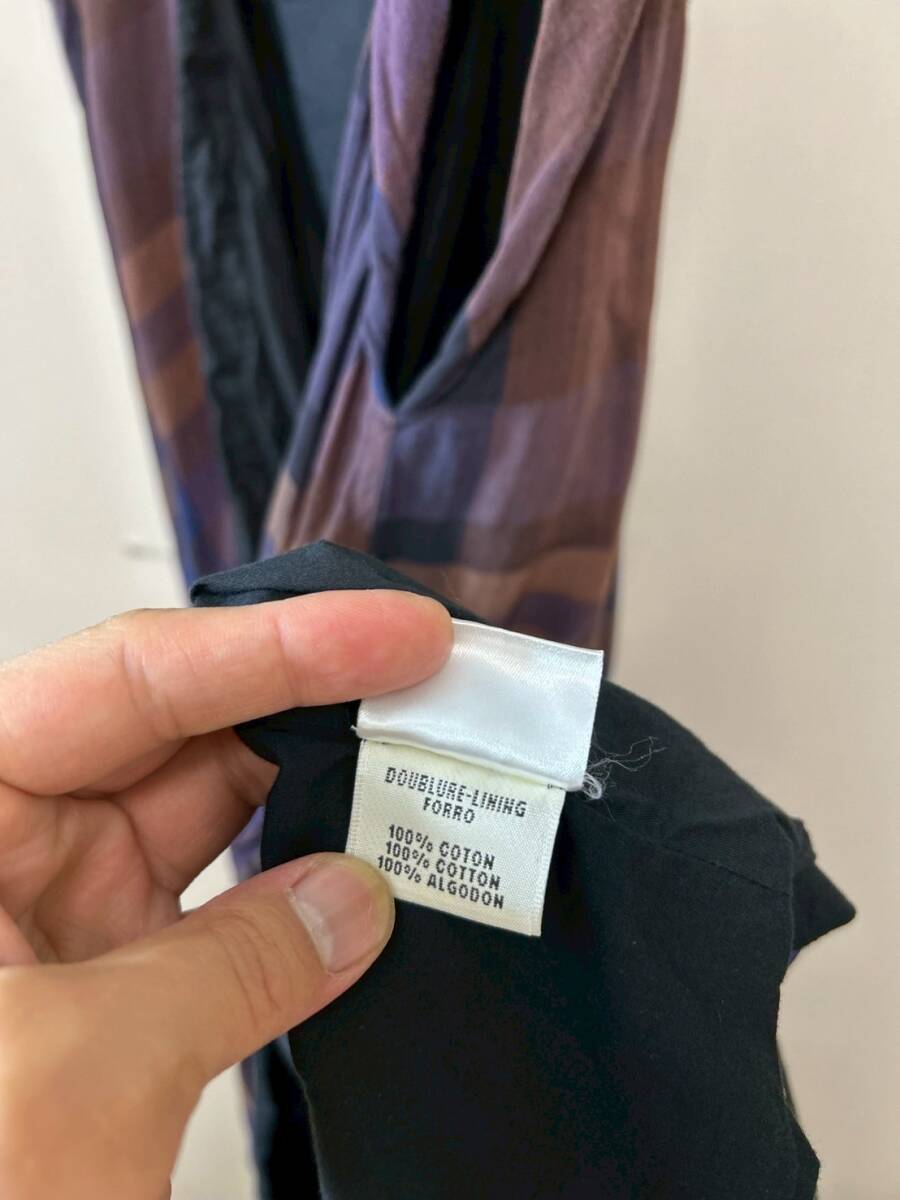 DOUBLURE-LINING
FORRO
100% COTON
100% COTTON
100% ALGODON